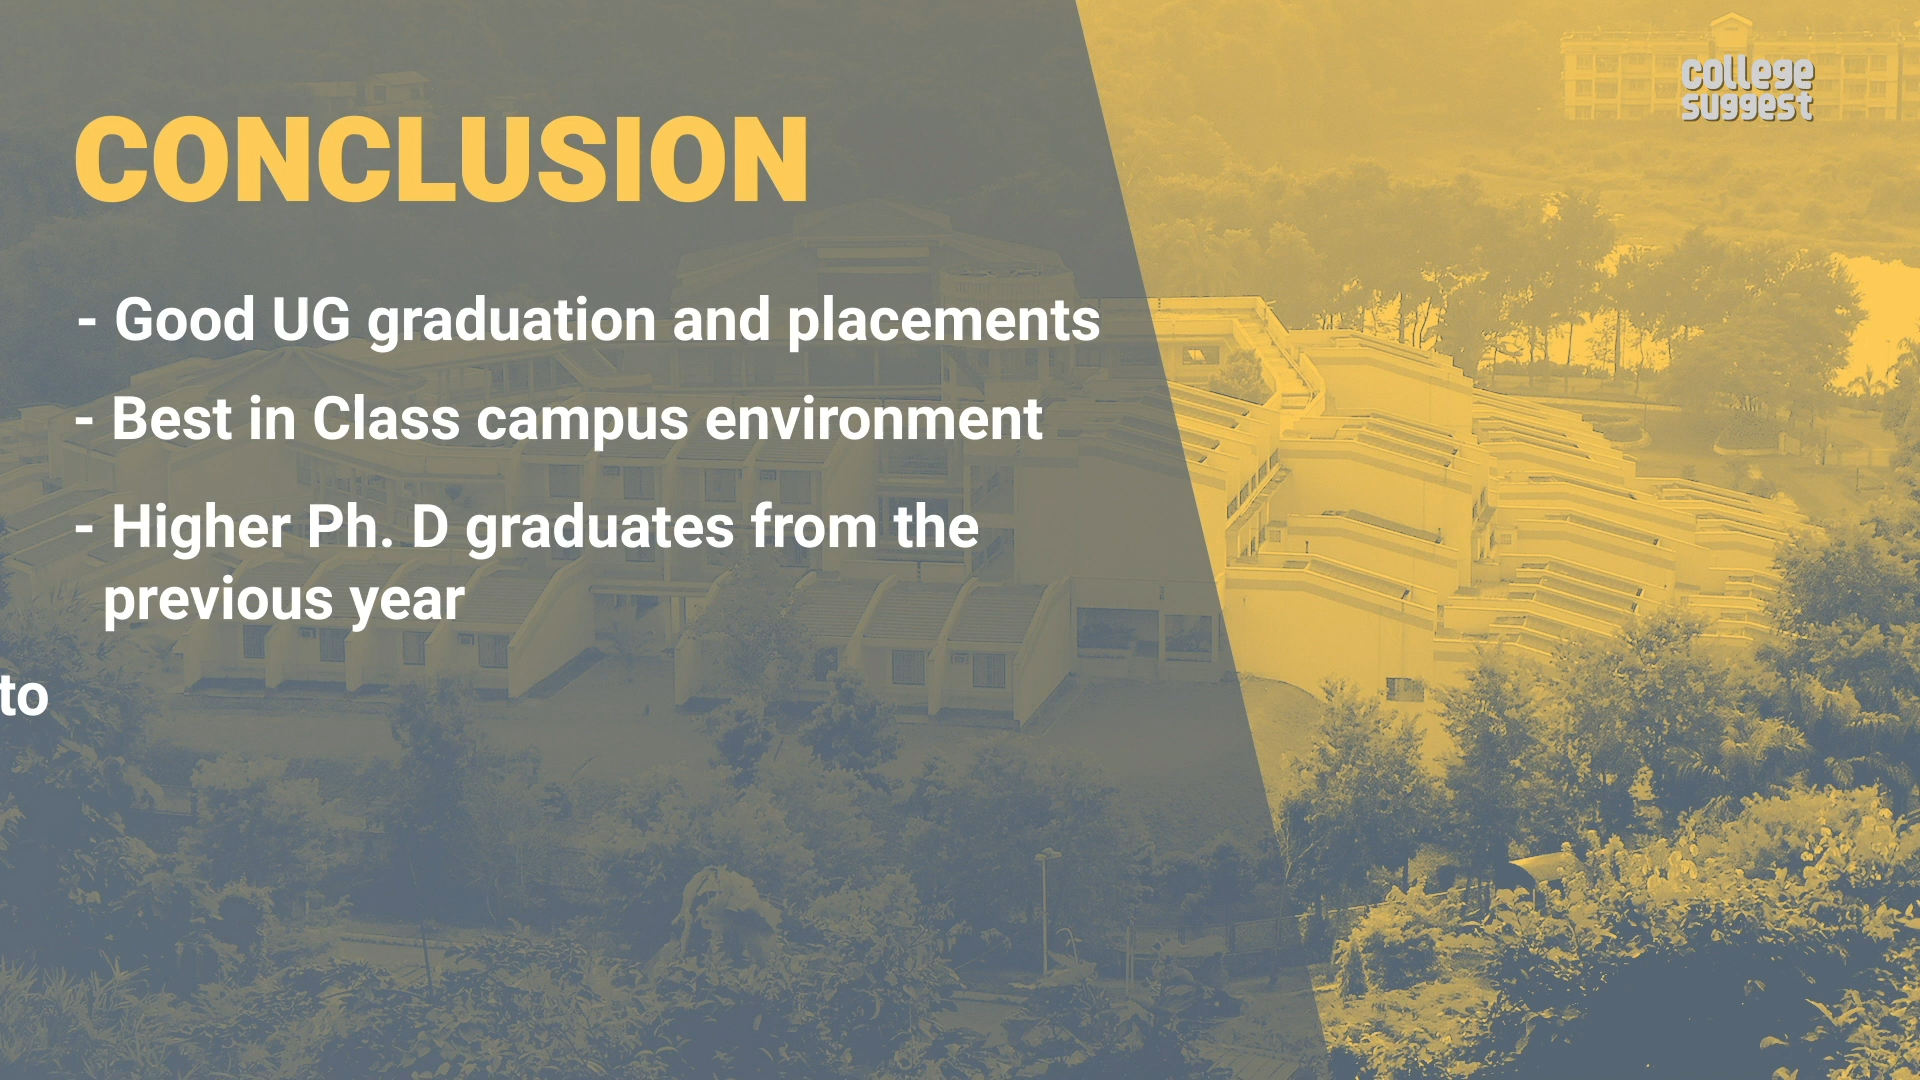 college
suggest
CONCLUSION
- Good UG graduation and placements
- Best in Class campus environment
- Higher Ph. D graduates from the
previous year
to